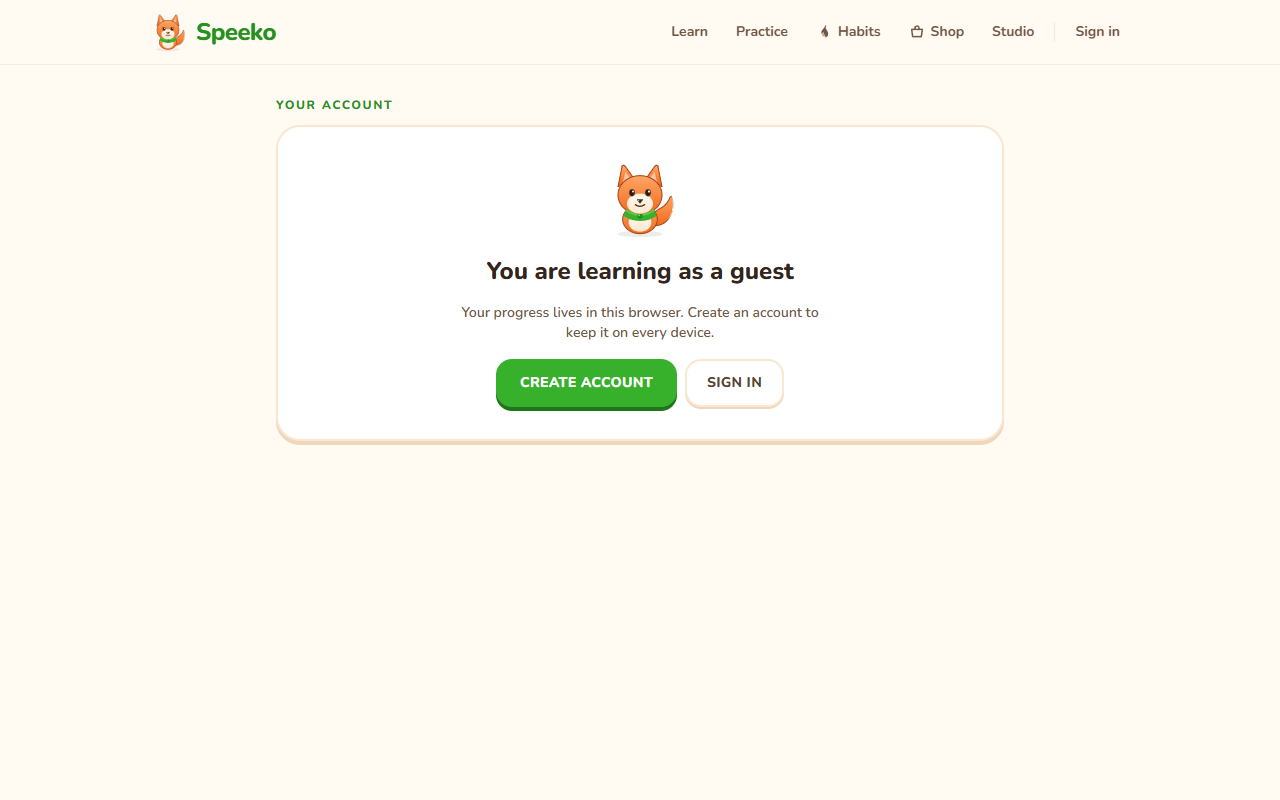 Speeko
Learn
Practice
Habits
Shop
Studio
Sign in
YOUR ACCOUNT
You are learning as a guest
Your progress lives in this browser. Create an account to
keep it on every device.
CREATE ACCOUNT
SIGN IN